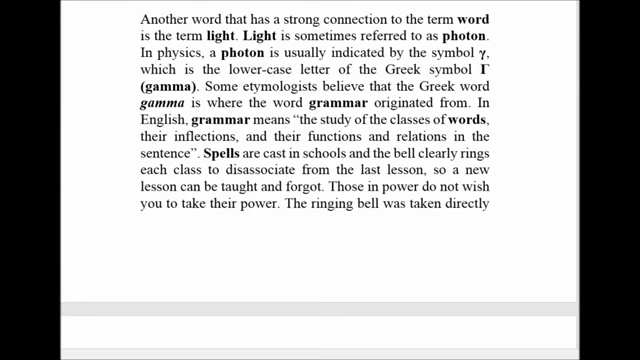 Another word that has a strong connection to the term word
is the term light. Light is sometimes referred to as photon.
In physics, a photon is usually indicated by the symbol γ,
which is the lower-case letter of the Greek symbol Γ
(gamma). Some etymologists believe that the Greek word
gamma is where the word grammar originated from. In
English, grammar means “the study of the classes of words,
their inflections, and their functions and relations in the
sentence”. Spells are cast in schools and the bell clearly rings
each class to disassociate from the last lesson, so a new
lesson can be taught and forgot. Those in power do not wish
you to take their power. The ringing bell was taken directly